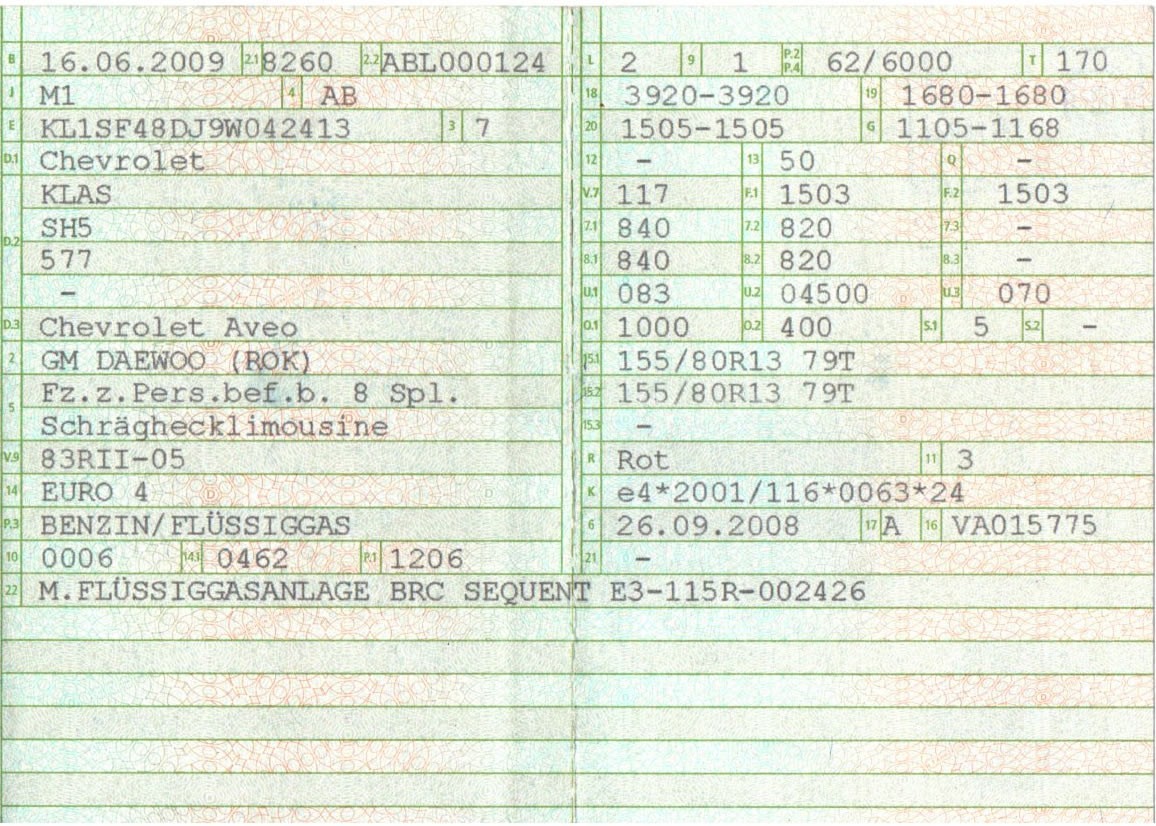 B 16.06.2009 2.1 8260 2.2 ABL000124
J M1 4 AB
E KL1SF48DJ9W042413 3 7
D.1 Chevrolet
D.2 KLAS
SH5
577
–
D.3 Chevrolet Aveo
2 GM DAEWOO (ROK)
5 Fz.z.Pers.bef.b. 8 Spl.
Schräghecklimousine
V.9 83RII-05
14 EURO 4
P.3 BENZIN/FLÜSSIGGAS
10 0006 14.1 0462 P.1 1206
L 2 9 1 P.2 P.4 62/6000 T 170
18 3920-3920 19 1680-1680
20 1505-1505 G 1105-1168
12 – 13 50 Q –
V.7 117 F.1 1503 F.2 1503
7.1 840 7.2 820 7.3 –
8.1 840 8.2 820 8.3 –
U.1 083 U.2 04500 U.3 070
O.1 1000 O.2 400 S.1 5 S.2 –
15.1 155/80R13 79T
15.2 155/80R13 79T
15.3 –
R Rot 11 3
K e4*2001/116*0063*24
6 26.09.2008 17 A 16 VA015775
21 –
22 M.FLÜSSIGGASANLAGE BRC SEQUENT E3-115R-002426